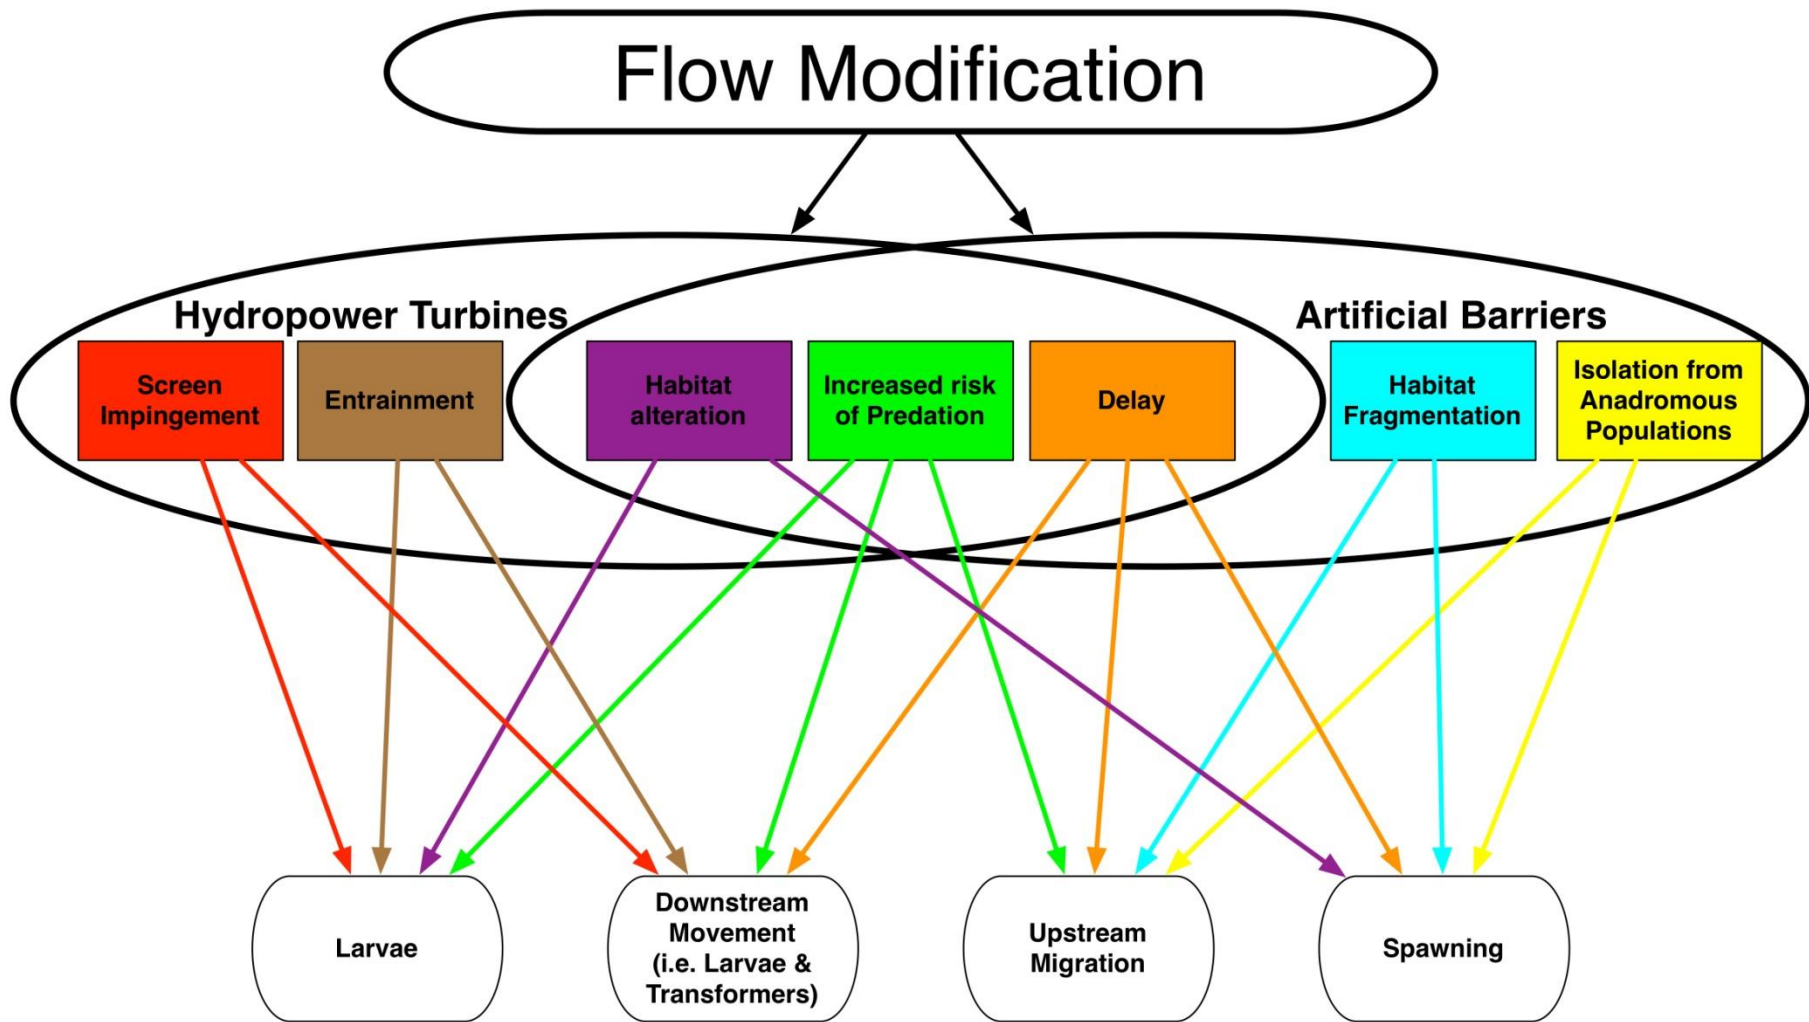 Flow Modification
Hydropower Turbines
Artificial Barriers
Screen
Impingement
Entrainment
Habitat
alteration
Increased risk
of Predation
Delay
Habitat
Fragmentation
Isolation from
Anadromous
Populations
Larvae
Downstream
Movement
(i.e. Larvae &
Transformers)
Upstream
Migration
Spawning